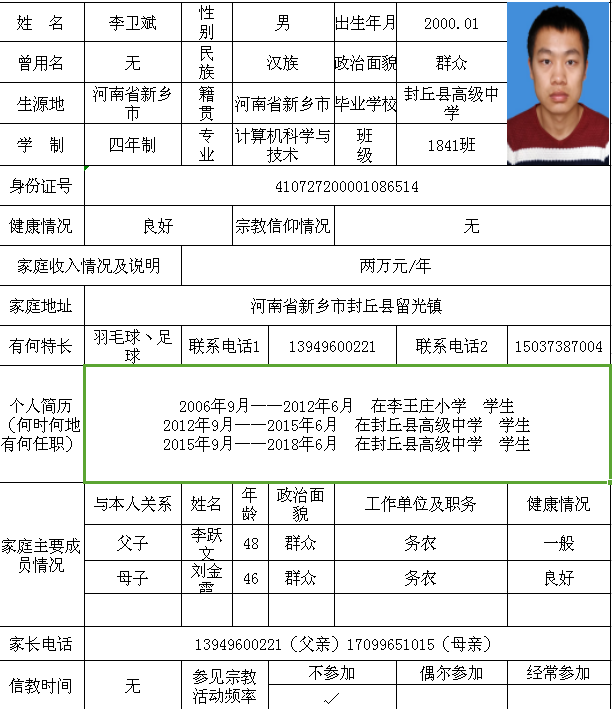 姓 名 李卫斌 性别 男 出生年月 2000.01
曾用名 无 民族 汉族 政治面貌 群众
生源地 河南省新乡市 籍贯 河南省新乡市 毕业学校 封丘县高级中学
学 制 四年制 专业 计算机科学与技术 班级 1841班
身份证号 410727200001086514
健康情况 良好 宗教信仰情况 无
家庭收入情况及说明 两万元/年
家庭地址 河南省新乡市封丘县留光镇
有何特长 羽毛球丶足球 联系电话1 13949600221 联系电话2 15037387004
个人简历（何时何地有何任职）
2006年9月——2012年6月 在李王庄小学 学生
2012年9月——2015年6月 在封丘县高级中学 学生
2015年9月——2018年6月 在封丘县高级中学 学生
家庭主要成员情况
与本人关系 姓名 年龄 政治面貌 工作单位及职务 健康情况
父子 李跃文 48 群众 务农 一般
母子 刘金霞 46 群众 务农 良好
家长电话 13949600221（父亲）17099651015（母亲）
信教时间 无 参见宗教活动频率 不参加 偶尔参加 经常参加
✓